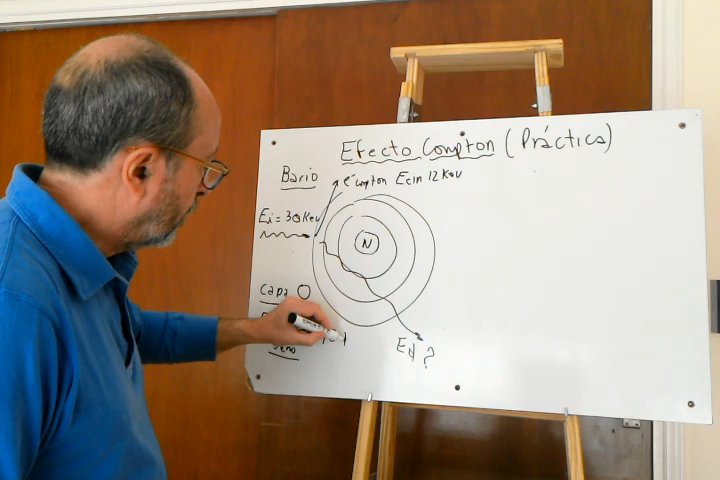 Efecto Compton (Práctica)
Bario
e⁻ compton Ecin 12 Kev
Ei = 30 Kev
N
Capa O
Ed ?